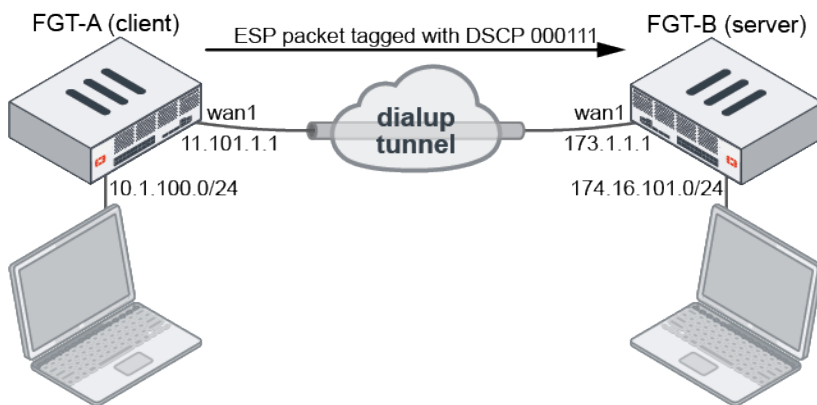 FGT-A (client)
ESP packet tagged with DSCP 000111
FGT-B (server)
wan1
11.101.1.1
dialup
tunnel
wan1
173.1.1.1
10.1.100.0/24
174.16.101.0/24